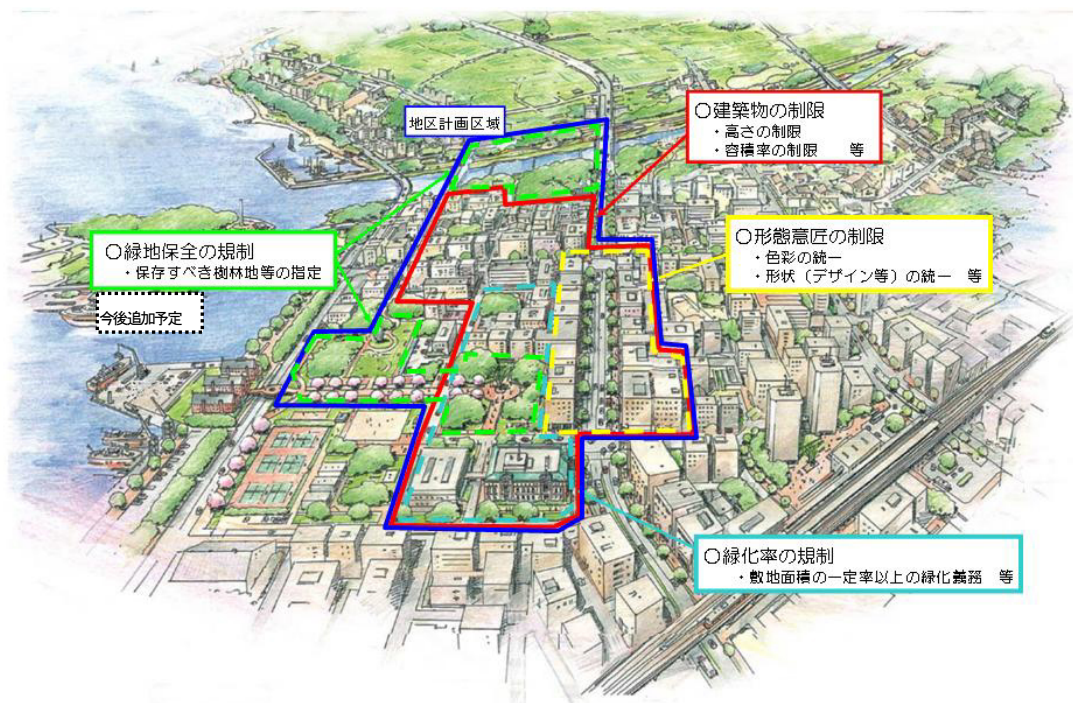 地区計画区域
〇建築物の制限
・高さの制限
・容積率の制限　等
〇緑地保全の規制
・保存すべき樹林地等の指定
今後追加予定
〇形態意匠の制限
・色彩の統一
・形状（デザイン等）の統一　等
〇緑化率の規制
・敷地面積の一定率以上の緑化義務　等